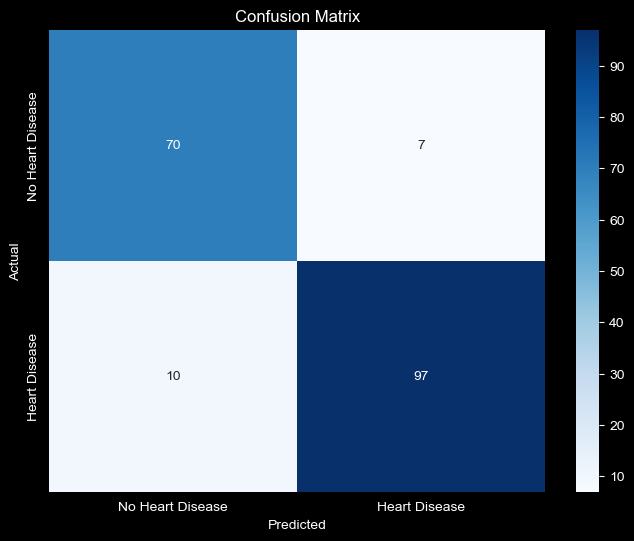 Confusion Matrix
No Heart Disease
Heart Disease
Actual
70
7
10
97
No Heart Disease
Heart Disease
Predicted
90
80
70
60
50
40
30
20
10